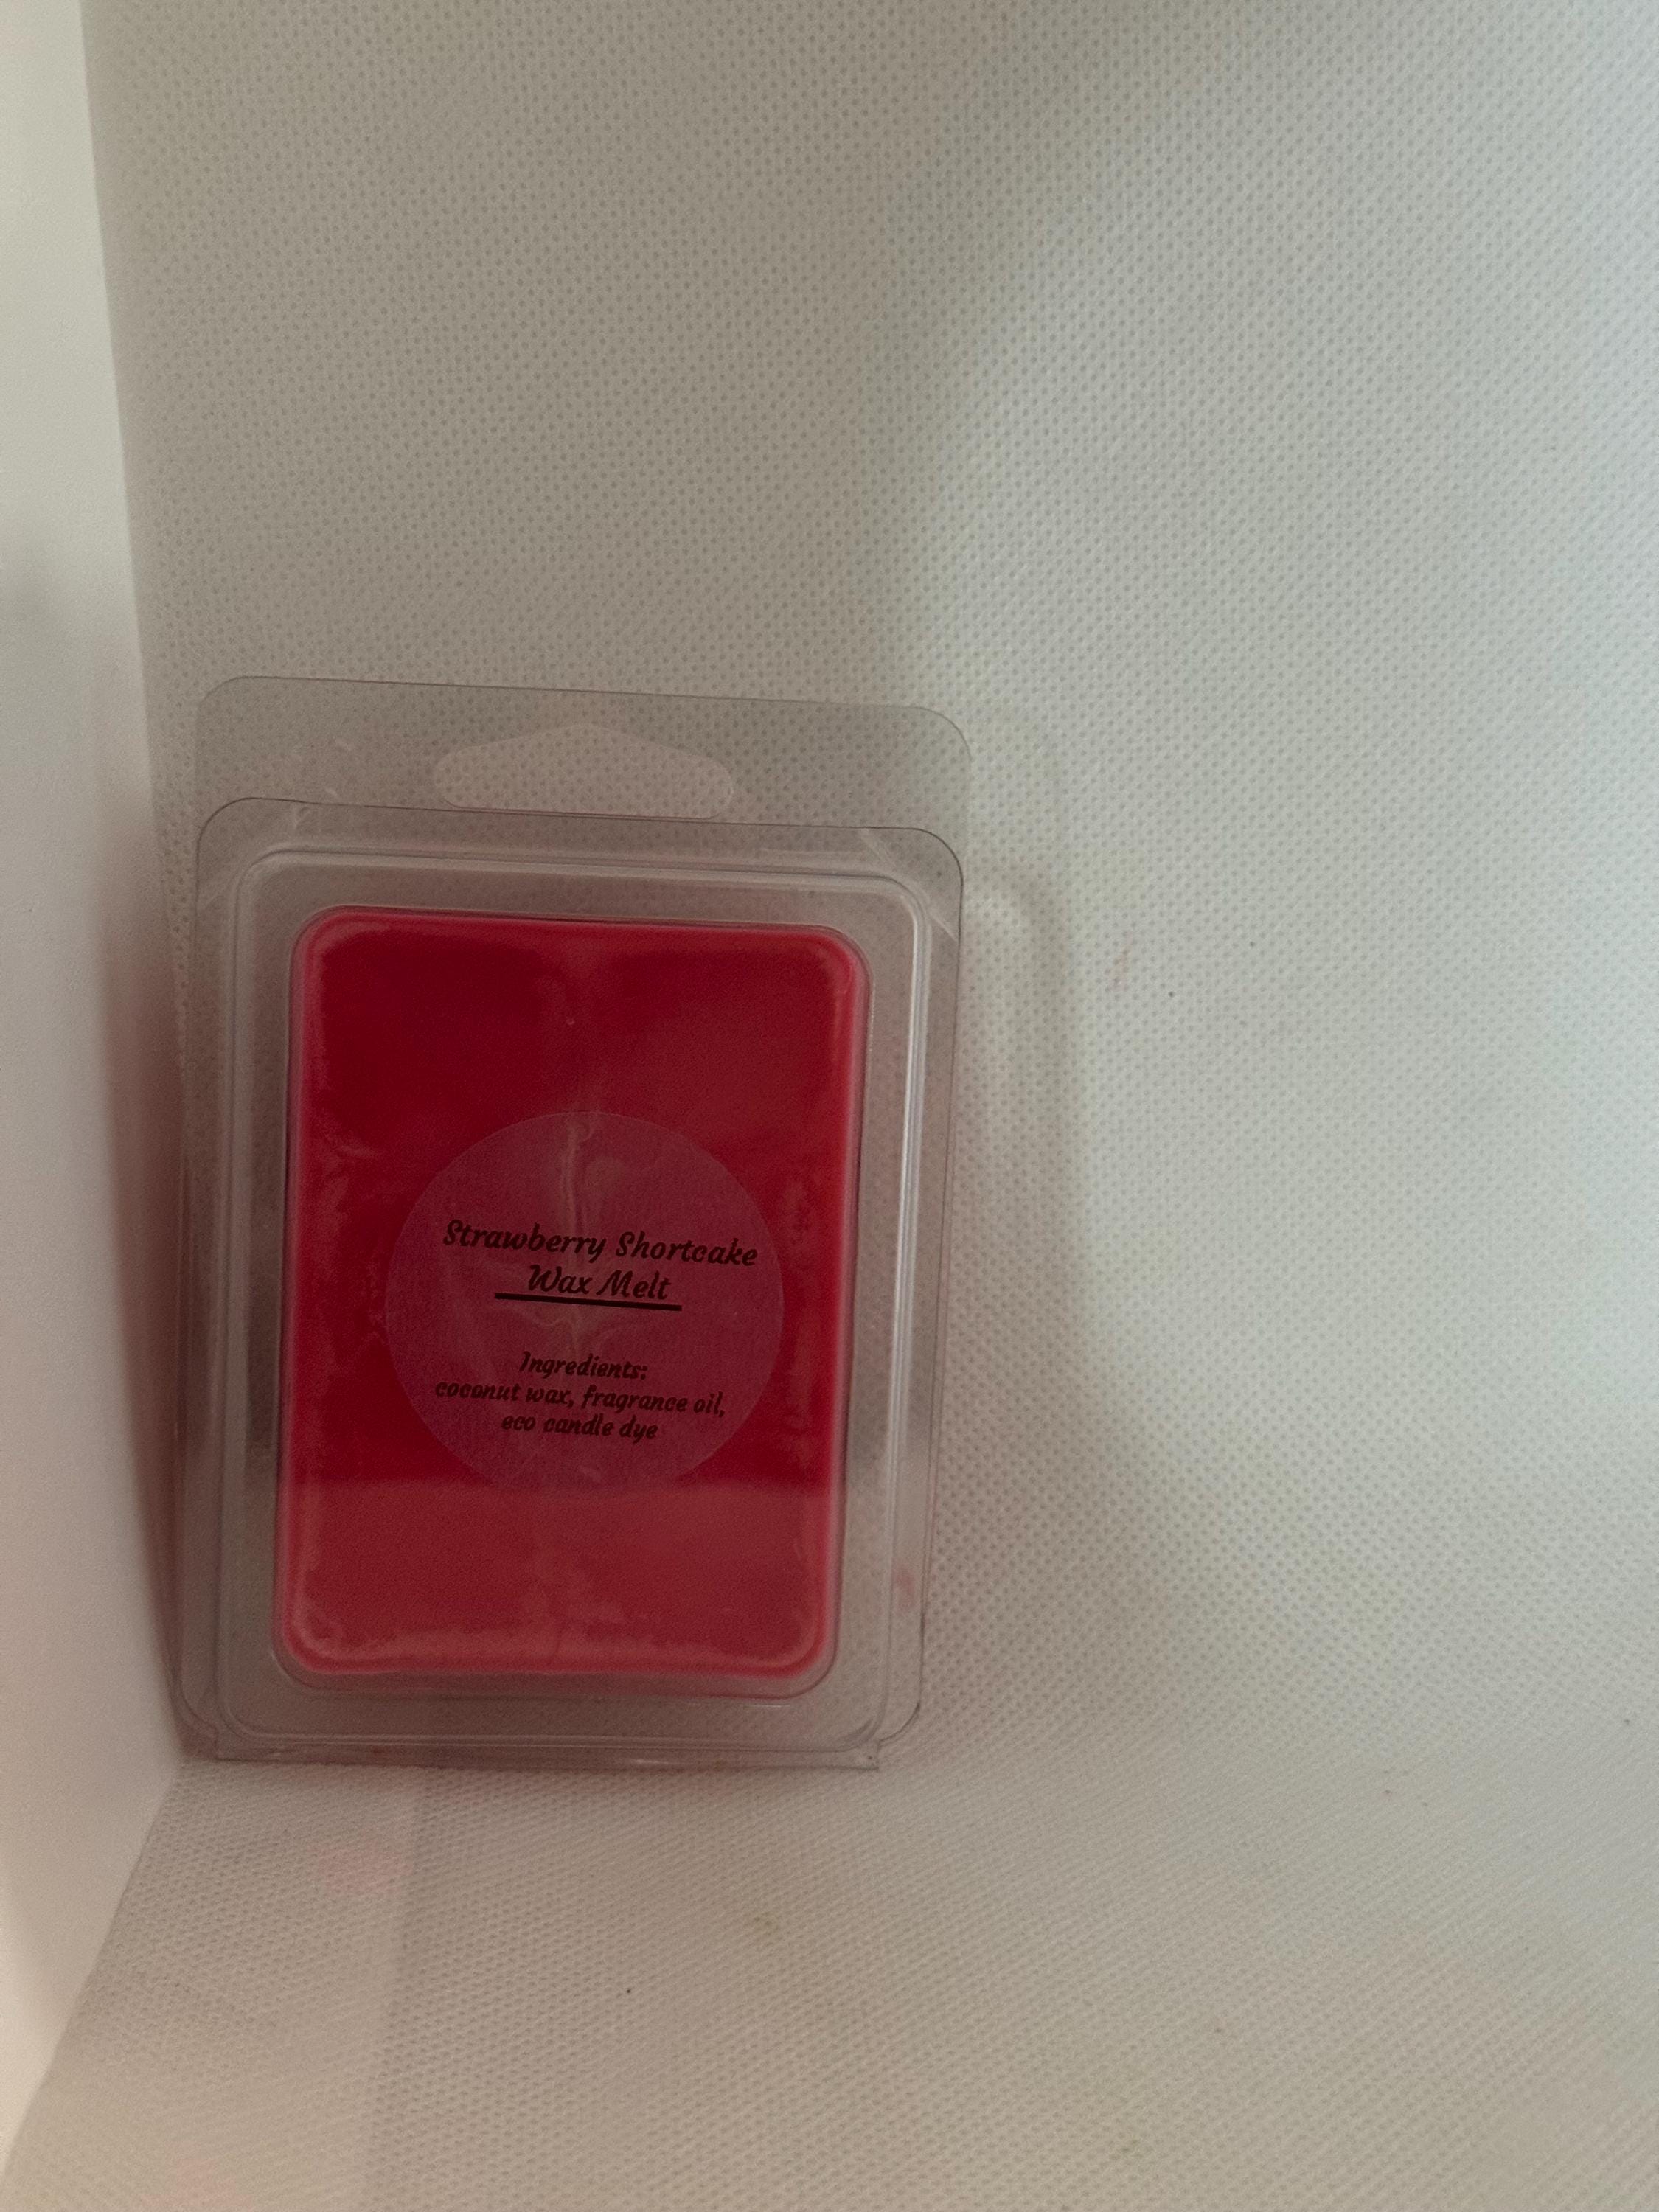 Strawberry Shortcake
Wax Melt
Ingredients:
coconut wax, fragrance oil,
eco candle dye